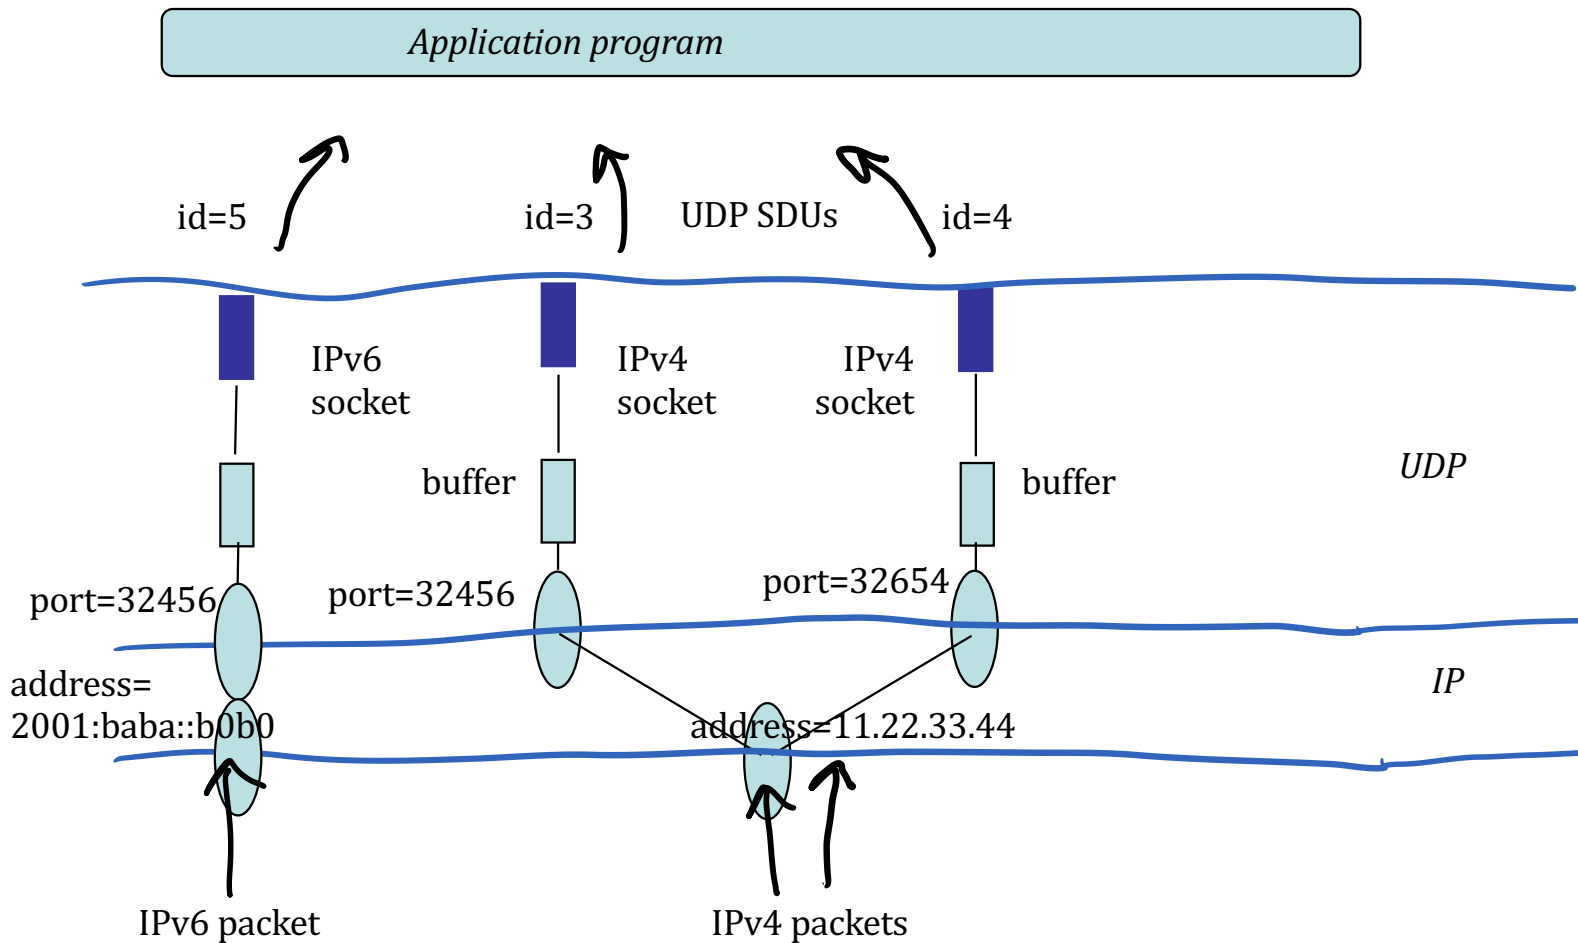 Application program
id=5
id=3
UDP SDUs
id=4
IPv6
socket
IPv4
socket
IPv4
socket
buffer
buffer
UDP
port=32456
port=32456
port=32654
address=
2001:baba::b0b0
address=11.22.33.44
IP
IPv6 packet
IPv4 packets